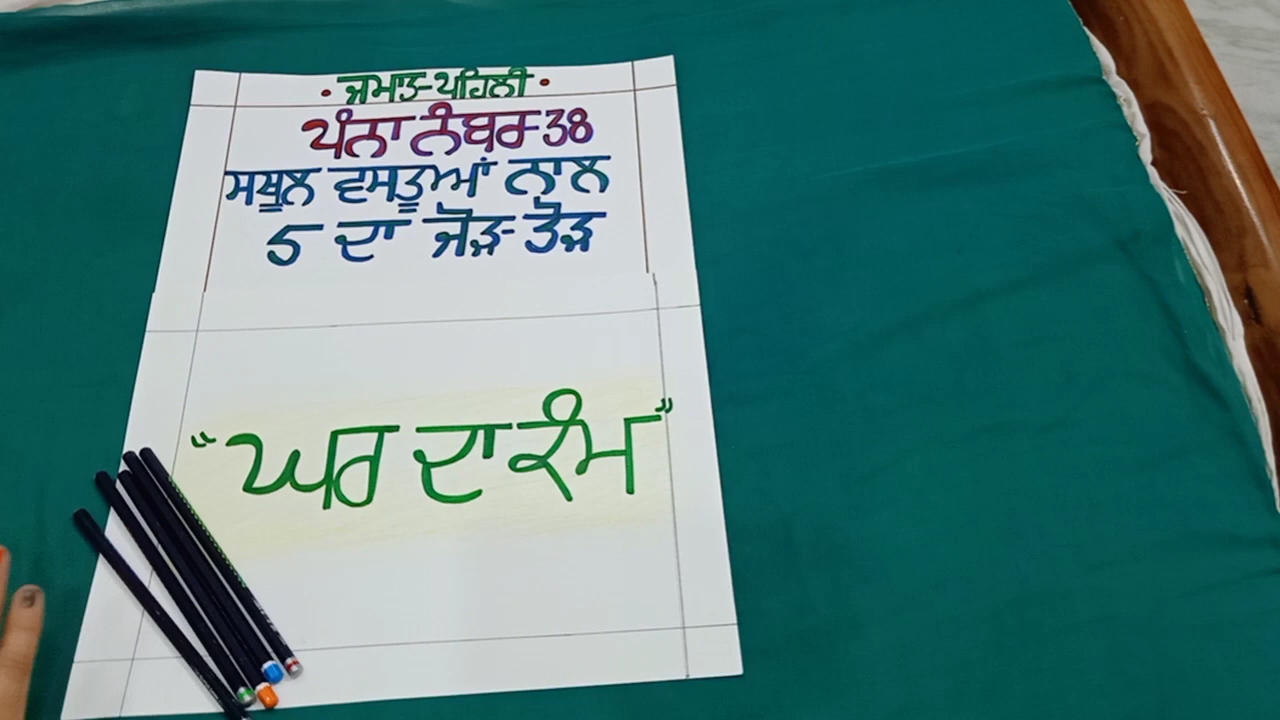 • ਜਮਾਤ-ਪਹਿਲੀ •
ਪੰਨਾ ਨੰਬਰ-38
ਸਥੂਲ ਵਸਤੂਆਂ ਨਾਲ
5 ਦਾ ਜੋੜ-ਤੋੜ
“ਘਰ ਦਾ ਕੰਮ”